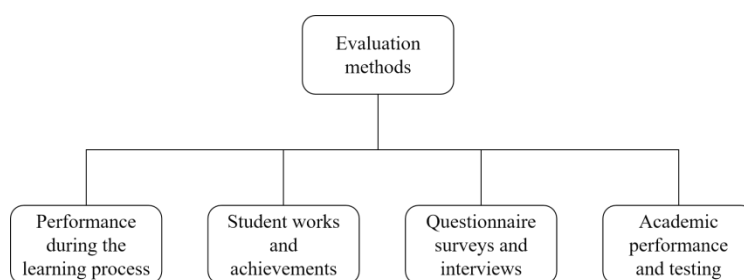 Evaluation
methods
Performance
during the
learning process
Student works
and
achievements
Questionnaire
surveys and
interviews
Academic
performance
and testing